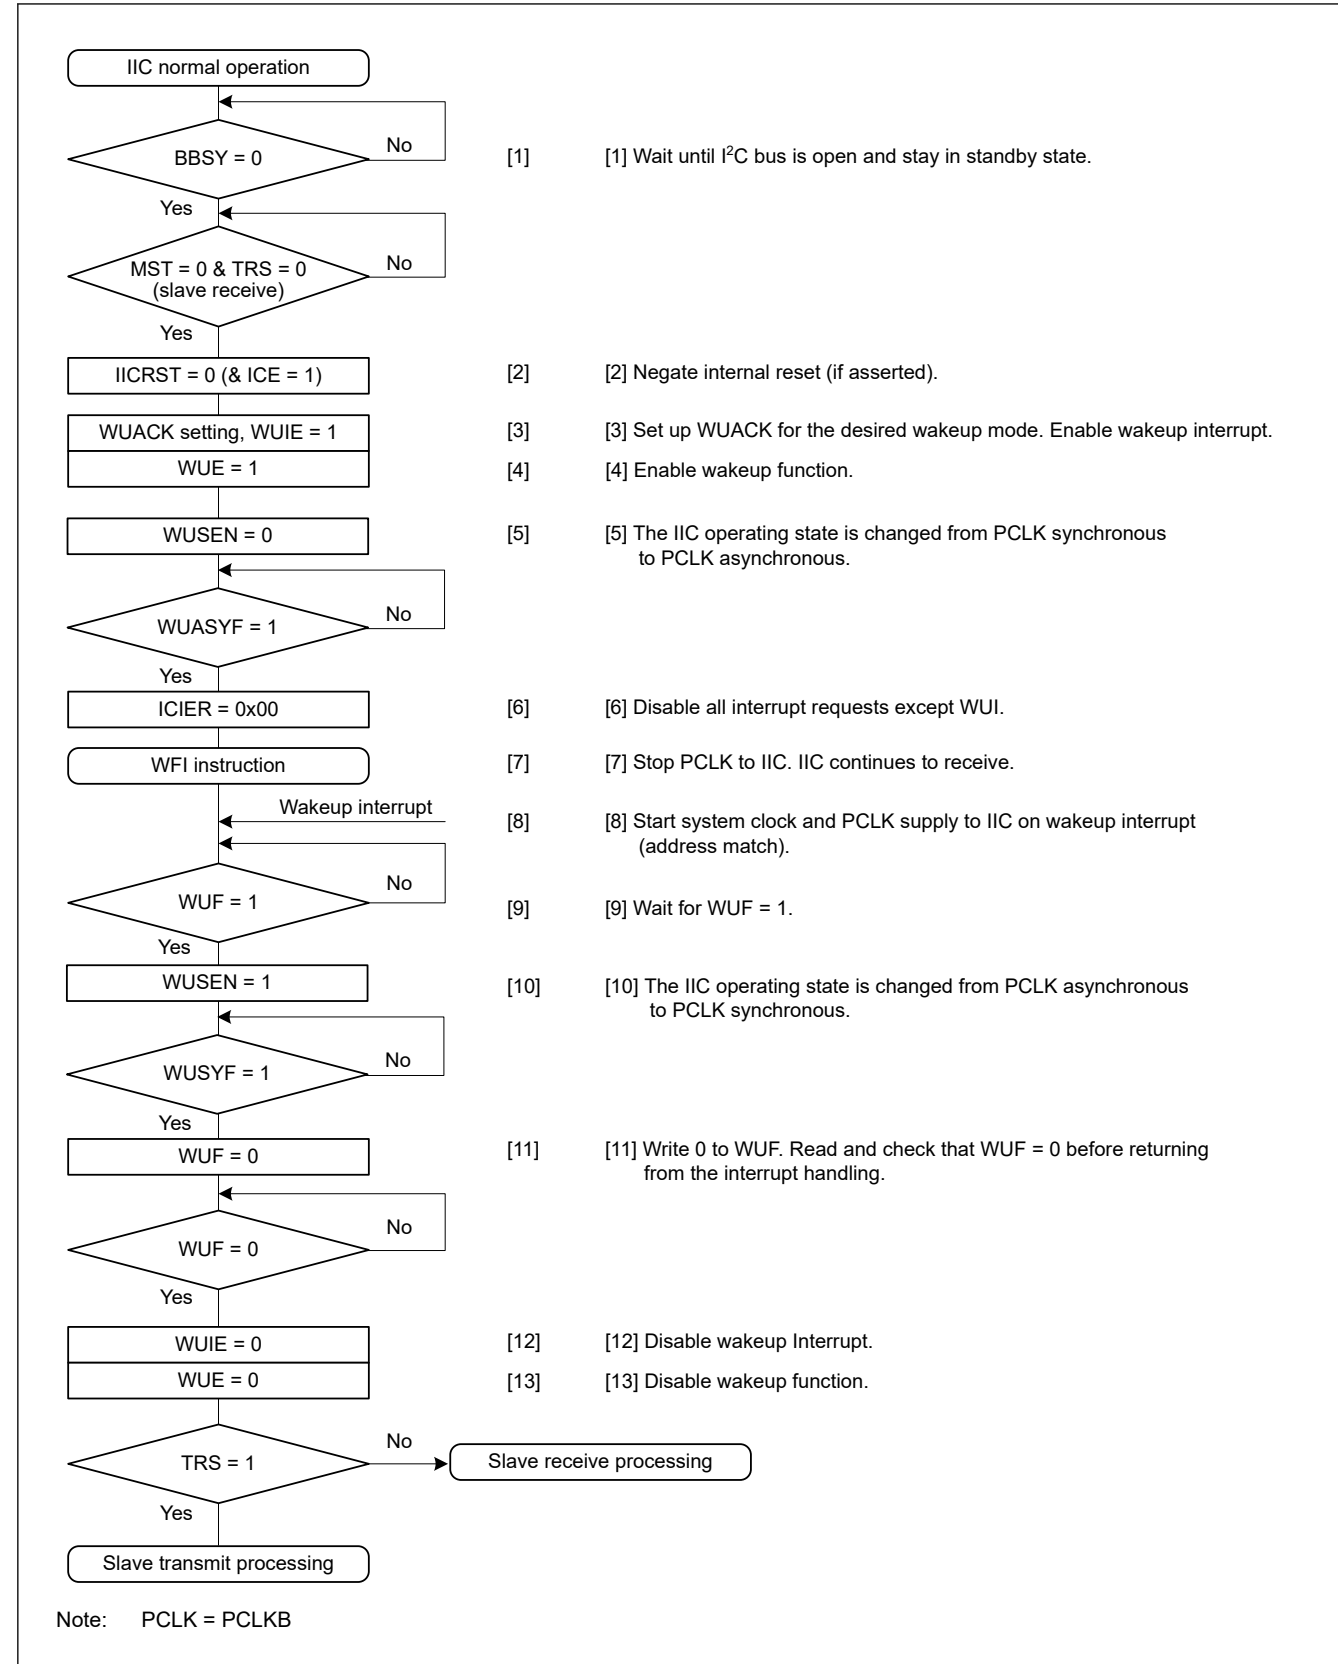 IIC normal operation
No
BBSY = 0
[1] [1] Wait until I²C bus is open and stay in standby state.
Yes
No
MST = 0 & TRS = 0
(slave receive)
Yes
IICRST = 0 (& ICE = 1)
[2] [2] Negate internal reset (if asserted).
WUACK setting, WUIE = 1
[3] [3] Set up WUACK for the desired wakeup mode. Enable wakeup interrupt.
WUE = 1
[4] [4] Enable wakeup function.
WUSEN = 0
[5] [5] The IIC operating state is changed from PCLK synchronous
to PCLK asynchronous.
No
WUASYF = 1
Yes
ICIER = 0x00
[6] [6] Disable all interrupt requests except WUI.
WFI instruction
[7] [7] Stop PCLK to IIC. IIC continues to receive.
Wakeup interrupt
[8] [8] Start system clock and PCLK supply to IIC on wakeup interrupt
(address match).
No
WUF = 1
[9] [9] Wait for WUF = 1.
Yes
WUSEN = 1
[10] [10] The IIC operating state is changed from PCLK asynchronous
to PCLK synchronous.
No
WUSYF = 1
Yes
WUF = 0
[11] [11] Write 0 to WUF. Read and check that WUF = 0 before returning
from the interrupt handling.
No
WUF = 0
Yes
WUIE = 0
[12] [12] Disable wakeup Interrupt.
WUE = 0
[13] [13] Disable wakeup function.
No
TRS = 1
Slave receive processing
Yes
Slave transmit processing
Note: PCLK = PCLKB